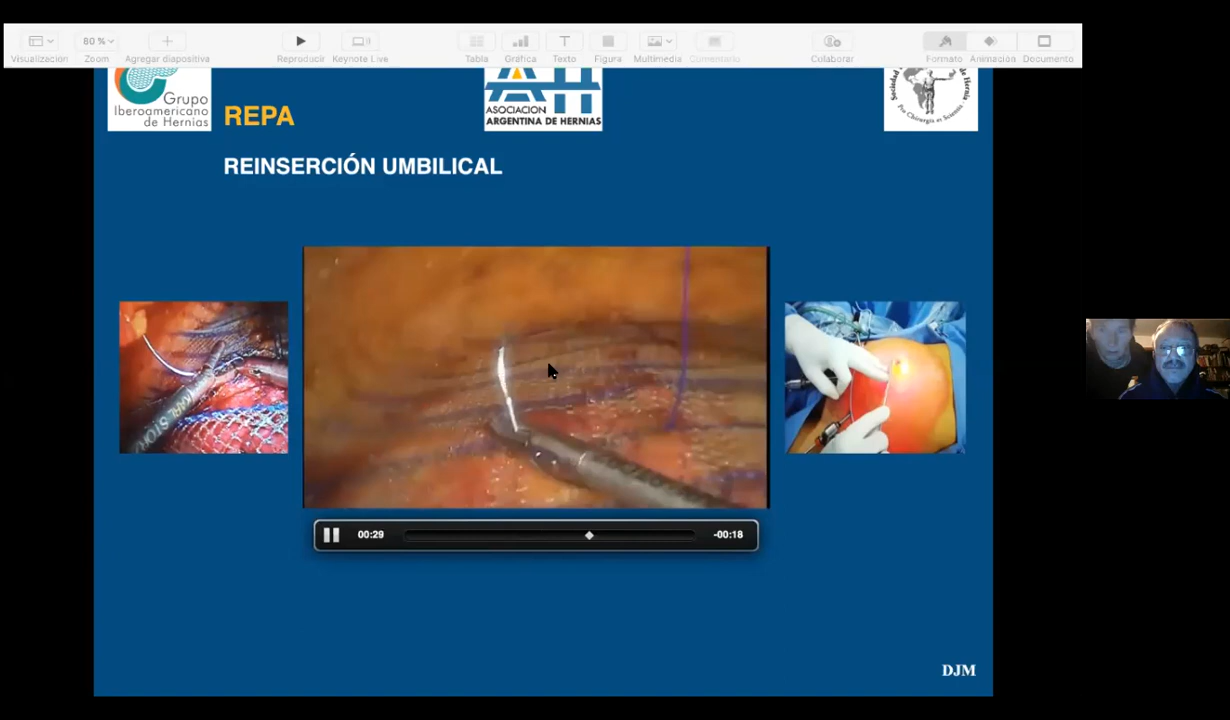 Visualización
80 %
Zoom
Agregar diapositiva
Reproducir
Keynote Live
Tabla
Gráfica
Texto
Figura
Multimedia
Comentario
Colaborar
Formato
Animación
Documento
Grupo
Iberoamericano
de Hernias
REPA
ASOCIACION
ARGENTINA DE HERNIAS
REINSERCIÓN UMBILICAL
00:29
-00:18
DJM